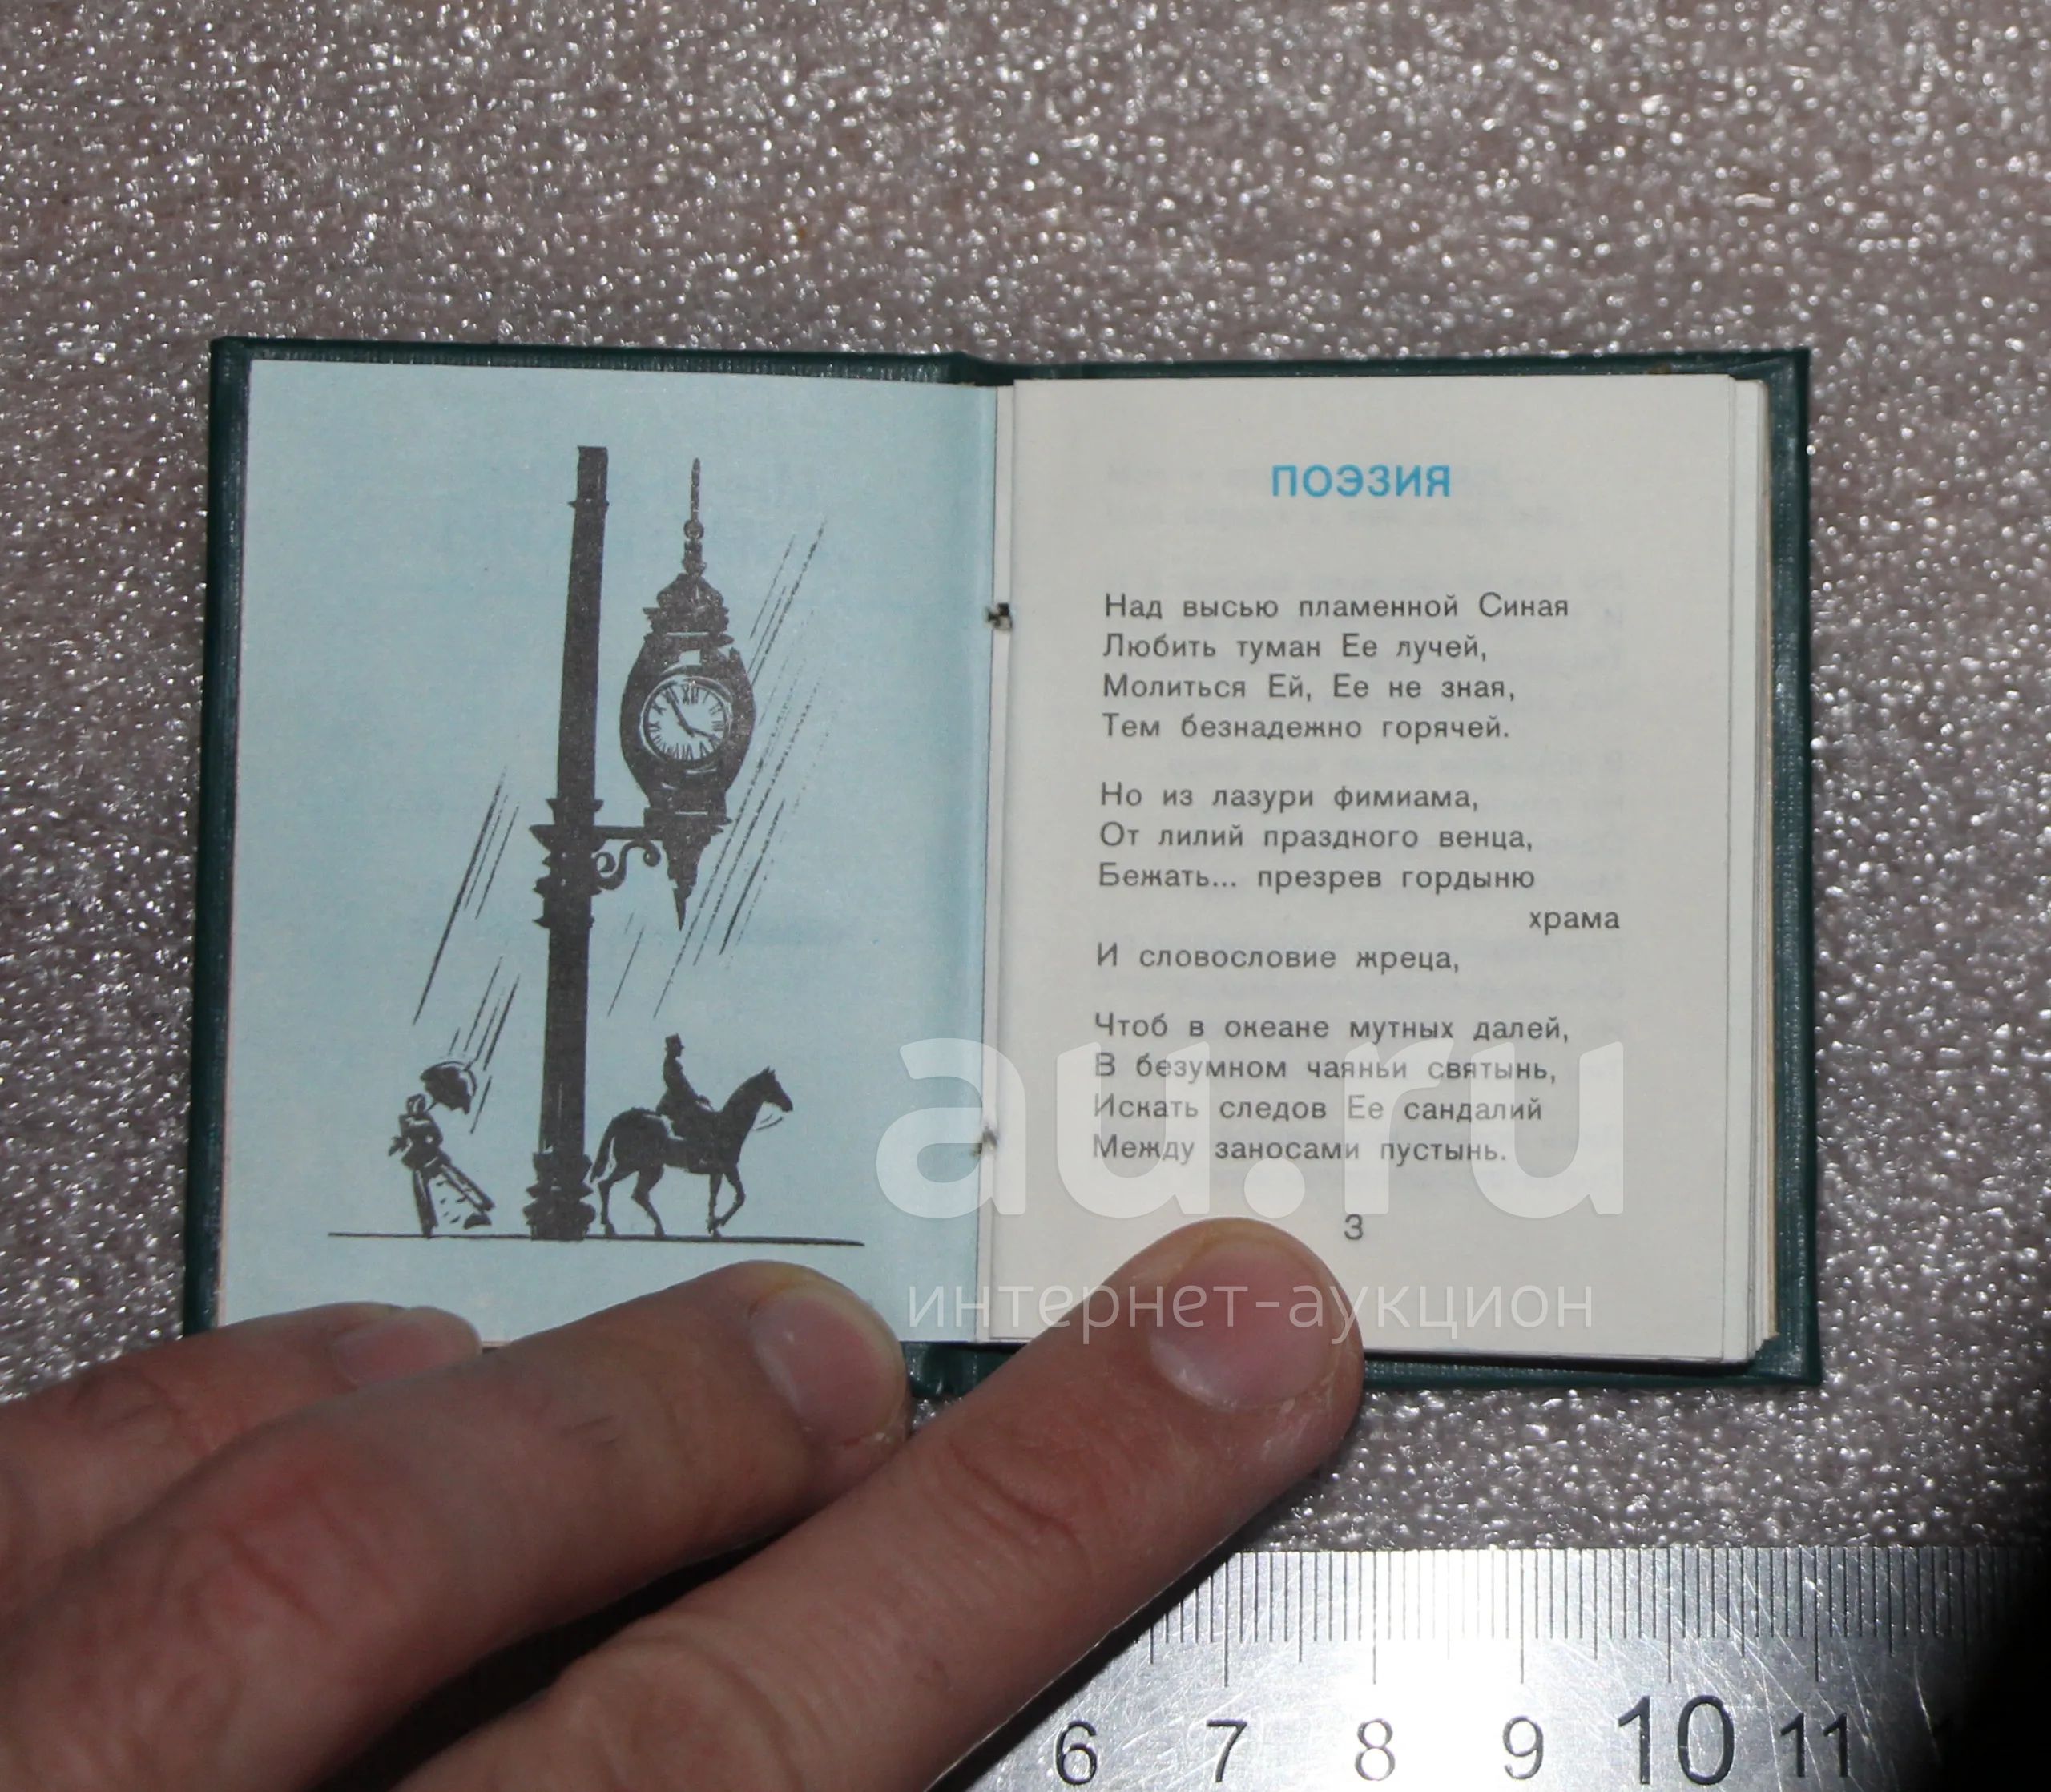 ПОЭЗИЯ
Над высью пламенной Синая
Любить туман Ее лучей,
Молиться Ей, Ее не зная,
Тем безнадежно горячей.
Но из лазури фимиама,
От лилий праздного венца,
Бежать... презрев гордыню
храма
И словословие жреца,
Чтоб в океане мутных далей,
В безумном чаяньи святынь,
Искать следов Ее сандалий
Между заносами пустынь.
3
au.ru
интернет-аукцион
6 7 8 9 10 11